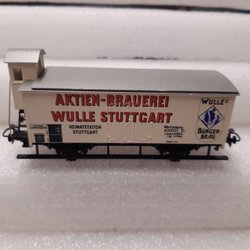 AKTIEN-BRAUEREI
WULLE STUTTGART
HEIMATSTATION
STUTTGART
WULLE
BÜRGER-
BRÄU